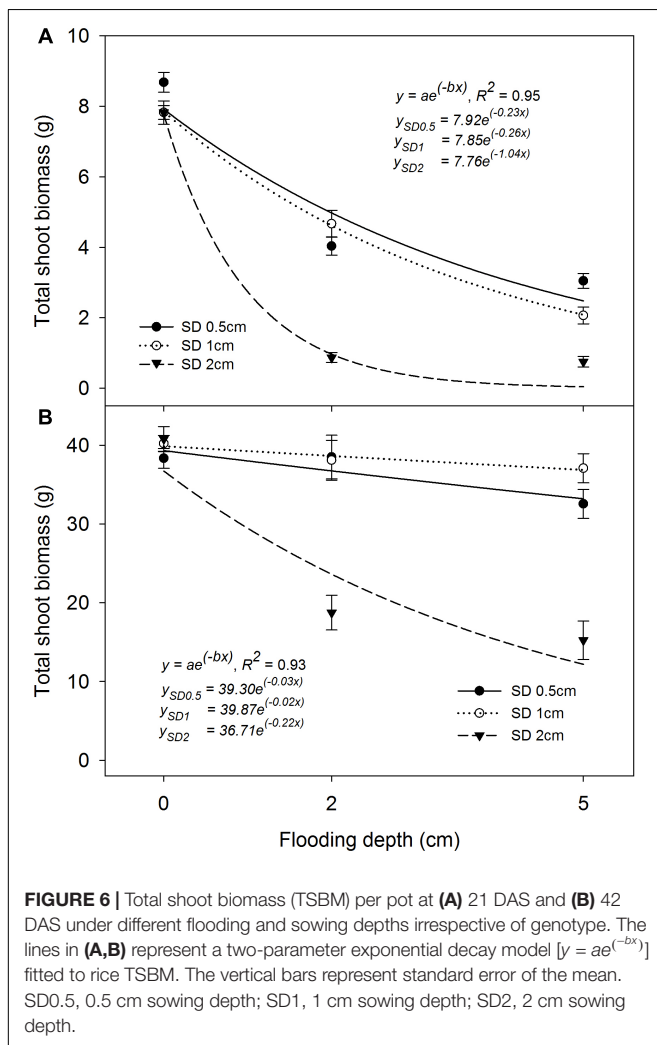 A
Total shoot biomass (g)
10
8
6
4
2
0
y = ae^(-bx), R^2 = 0.95
y_SD0.5 = 7.92e^(-0.23x)
y_SD1 = 7.85e^(-0.26x)
y_SD2 = 7.76e^(-1.04x)
SD 0.5cm
SD 1cm
SD 2cm
B
Total shoot biomass (g)
40
30
20
10
0
y = ae^(-bx), R^2 = 0.93
y_SD0.5 = 39.30e^(-0.03x)
y_SD1 = 39.87e^(-0.02x)
y_SD2 = 36.71e^(-0.22x)
SD 0.5cm
SD 1cm
SD 2cm
0 2 5
Flooding depth (cm)
FIGURE 6 | Total shoot biomass (TSBM) per pot at (A) 21 DAS and (B) 42
DAS under different flooding and sowing depths irrespective of genotype. The
lines in (A,B) represent a two-parameter exponential decay model [y = ae^(-bx)]
fitted to rice TSBM. The vertical bars represent standard error of the mean.
SD0.5, 0.5 cm sowing depth; SD1, 1 cm sowing depth; SD2, 2 cm sowing
depth.